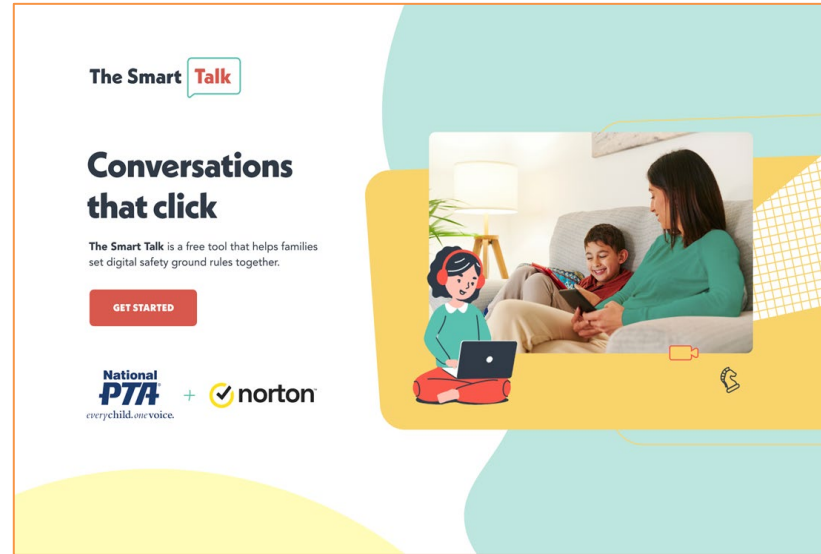 The Smart Talk
Conversations
that click
The Smart Talk is a free tool that helps families
set digital safety ground rules together.
GET STARTED
National
PTA®
everychild.onevoice.
+
norton™